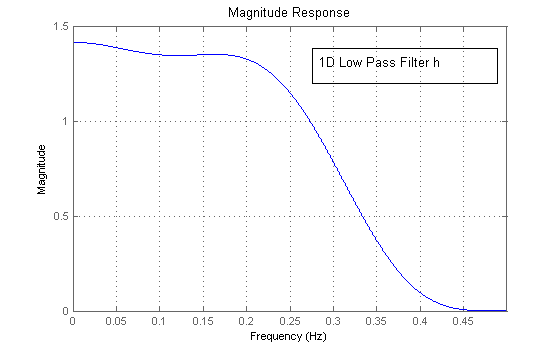 Magnitude Response
1.5
1D Low Pass Filter h
1
Magnitude
0.5
0
0 0.05 0.1 0.15 0.2 0.25 0.3 0.35 0.4 0.45
Frequency (Hz)